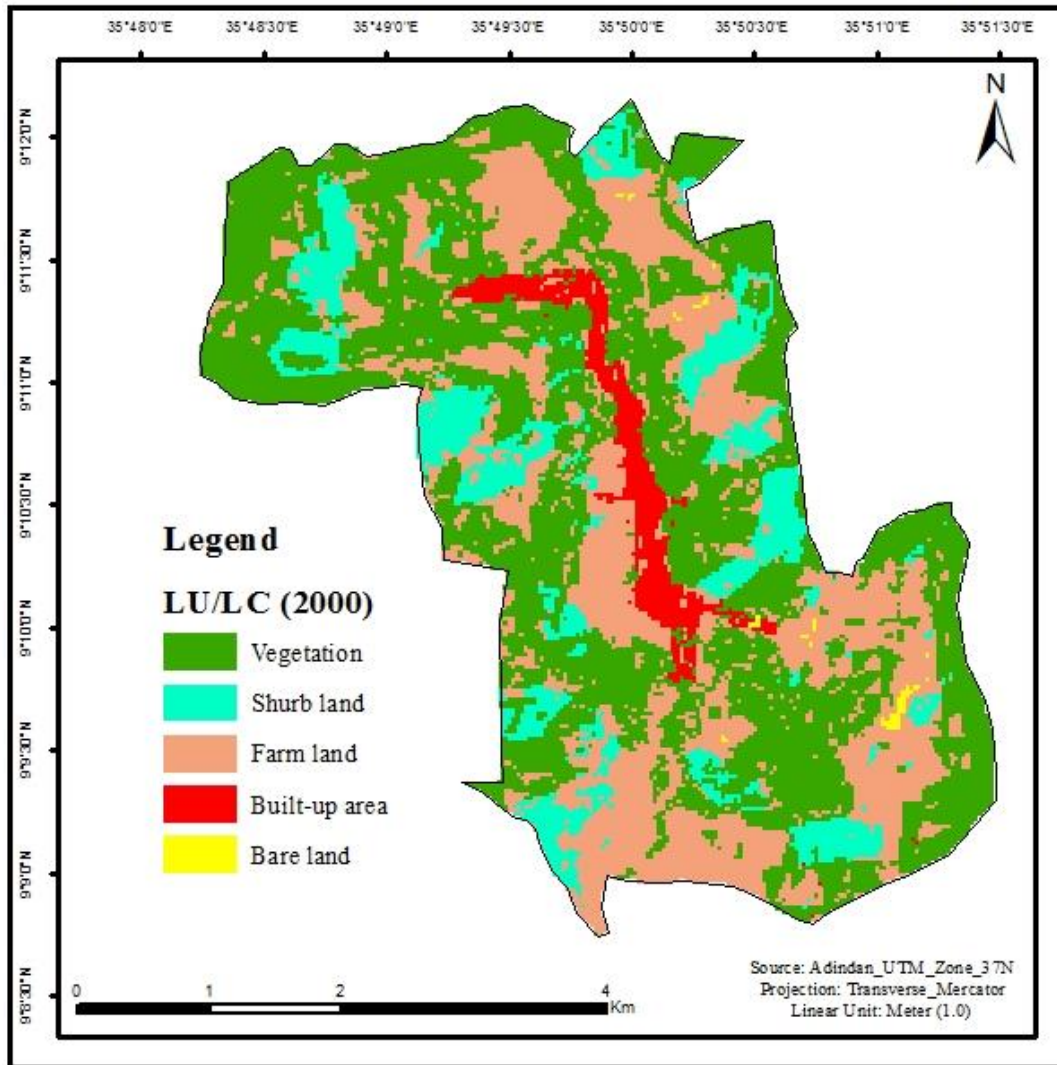 35°48'0"E 35°48'30"E 35°49'0"E 35°49'30"E 35°50'0"E 35°50'30"E 35°51'0"E 35°51'30"E
N
9°12'0"N
9°11'30"N
9°11'0"N
9°10'30"N
9°10'0"N
9°9'30"N
9°9'0"N
9°8'30"N
Legend
LU/LC (2000)
Vegetation
Shurb land
Farm land
Built-up area
Bare land
0 1 2 4
Km
Source: Adindan_UTM_Zone_37N
Projection: Transverse_Mercator
Linear Unit: Meter (1.0)